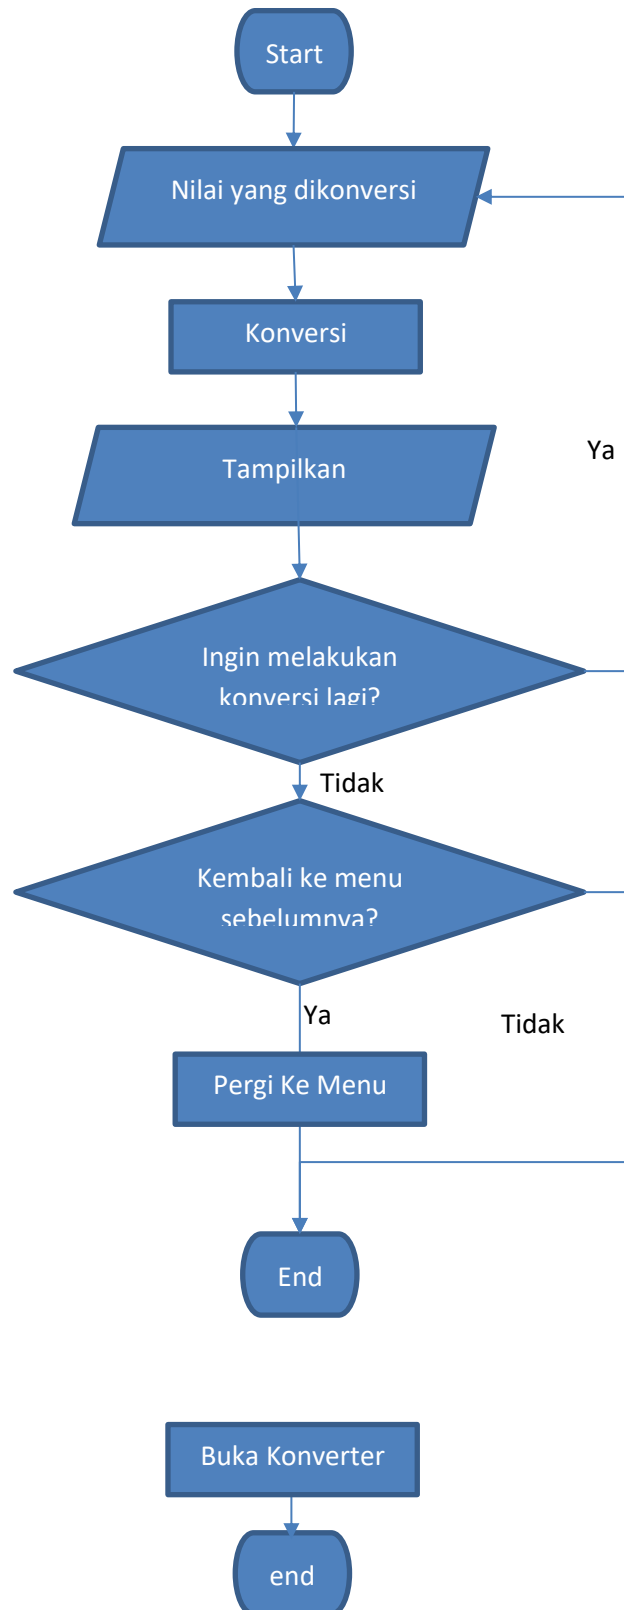 Start
Nilai yang dikonversi
Konversi
Tampilkan
Ya
Ingin melakukan
konversi lagi?
Tidak
Kembali ke menu
sebelumnya?
Ya
Tidak
Pergi Ke Menu
End
Buka Konverter
end